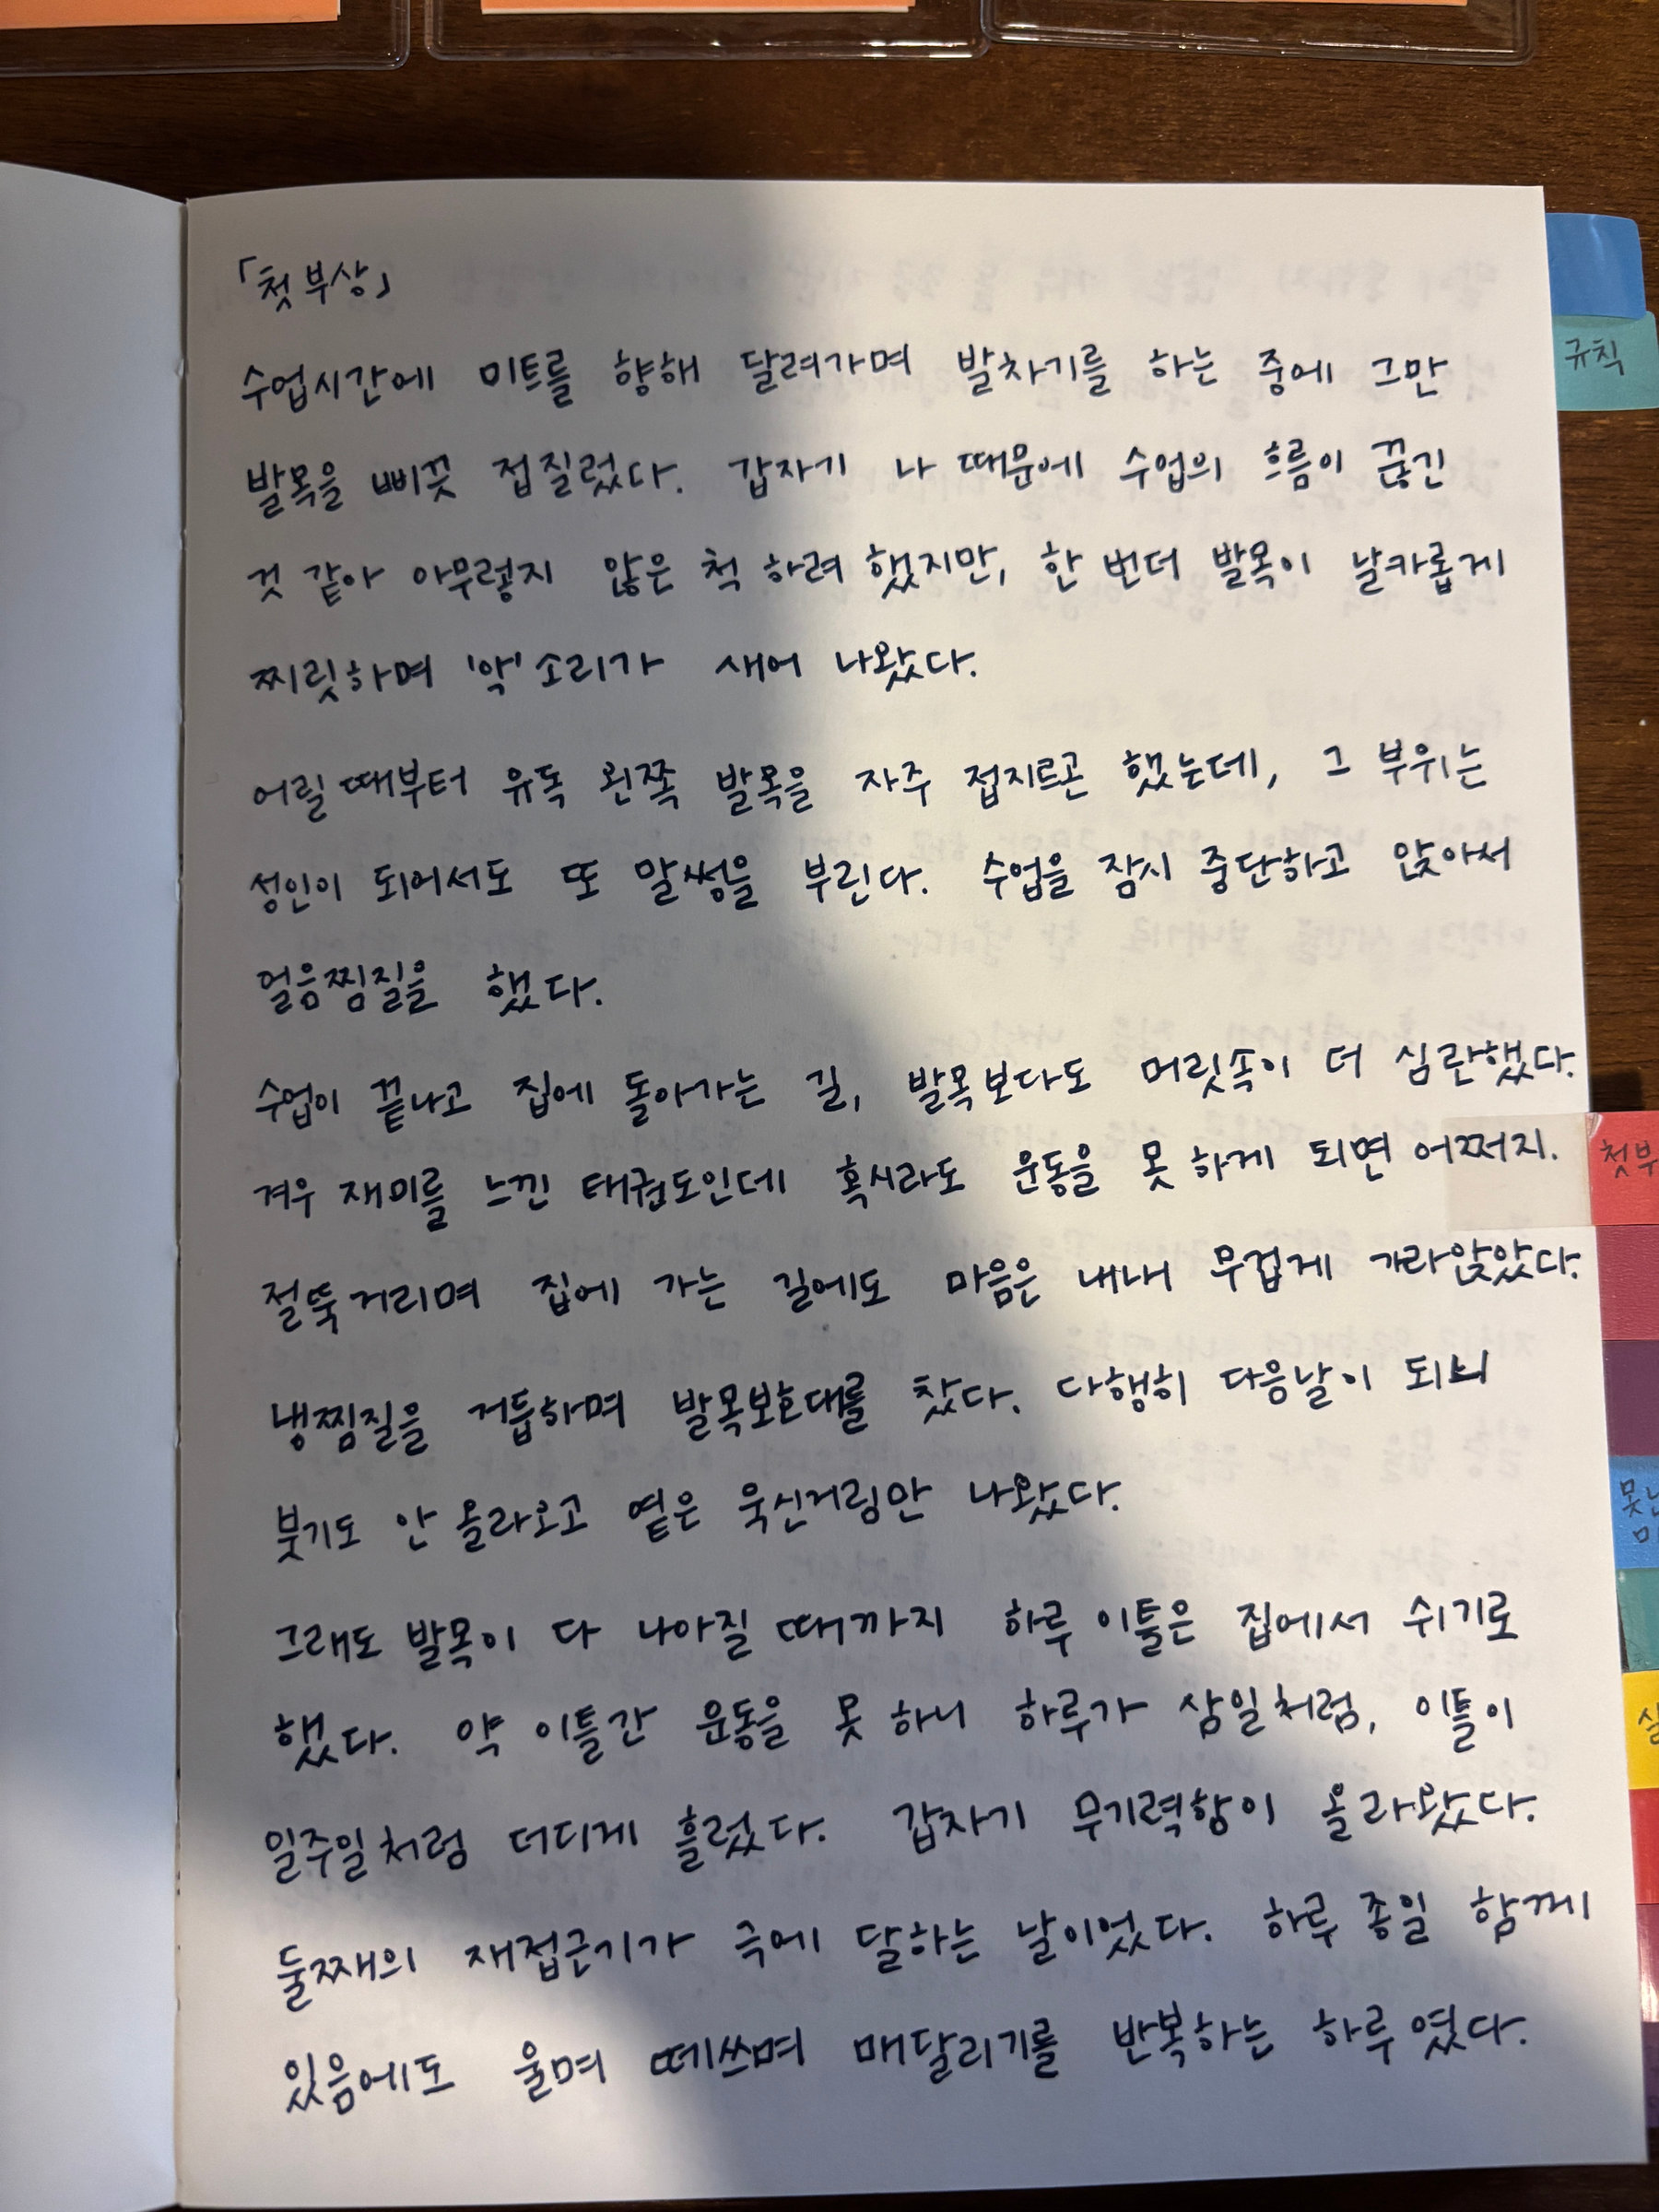 「첫 부상」
수업시간에 미트를 향해 달려가며 발차기를 하는 중에 그만
발목을 삐끗 접질렀다. 갑자기 나 때문에 수업의 흐름이 끊긴
것 같아 아무렇지 않은 척 하려 했지만, 한 번더 발목이 날카롭게
찌릿하며 '악' 소리가 새어 나왔다.
어릴 때부터 유독 왼쪽 발목을 자주 접지르곤 했는데, 그 부위는
성인이 되어서도 또 말썽을 부린다. 수업을 잠시 중단하고 앉아서
얼음찜질을 했다.
수업이 끝나고 집에 돌아가는 길, 발목보다도 머릿속이 더 심란했다.
겨우 재미를 느낀 태권도인데 혹시라도 운동을 못 하게 되면 어쩌지.
절뚝거리며 집에 가는 길에도 마음은 내내 무겁게 가라앉았다.
냉찜질을 거듭하며 발목보호대를 찼다. 다행히 다음날이 되니
붓기도 안 올라오고 옅은 욱신거림만 나왔다.
그래도 발목이 다 나아질 때까지 하루 이틀은 집에서 쉬기로
했다. 약 이틀간 운동을 못 하니 하루가 삼일처럼, 이틀이
일주일처럼 더디게 흘렀다. 갑자기 무기력함이 올라왔다.
둘째의 재접근기가 극에 달하는 날이었다. 하루 종일 함께
있음에도 울며 떼쓰며 매달리기를 반복하는 하루였다.
규칙
첫부